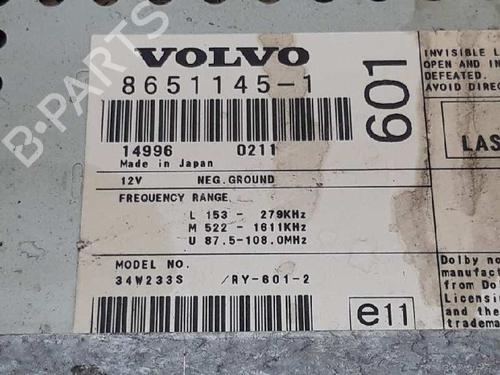 VOLVO
8651145-1
601
14996 0211
Made in Japan
12V NEG.GROUND
FREQUENCY RANGE
L 153 - 279KHz
M 522 - 1611KHz
U 87.5-108.0MHz
MODEL NO.
34W233S /RY-601-2
e11
INVISIBLE L
OPEN AND IN
DEFEATED.
AVOID DIREC
LAS
Dolby no
manufac
from Do
Licensi
and the
tradema
B-PARTS